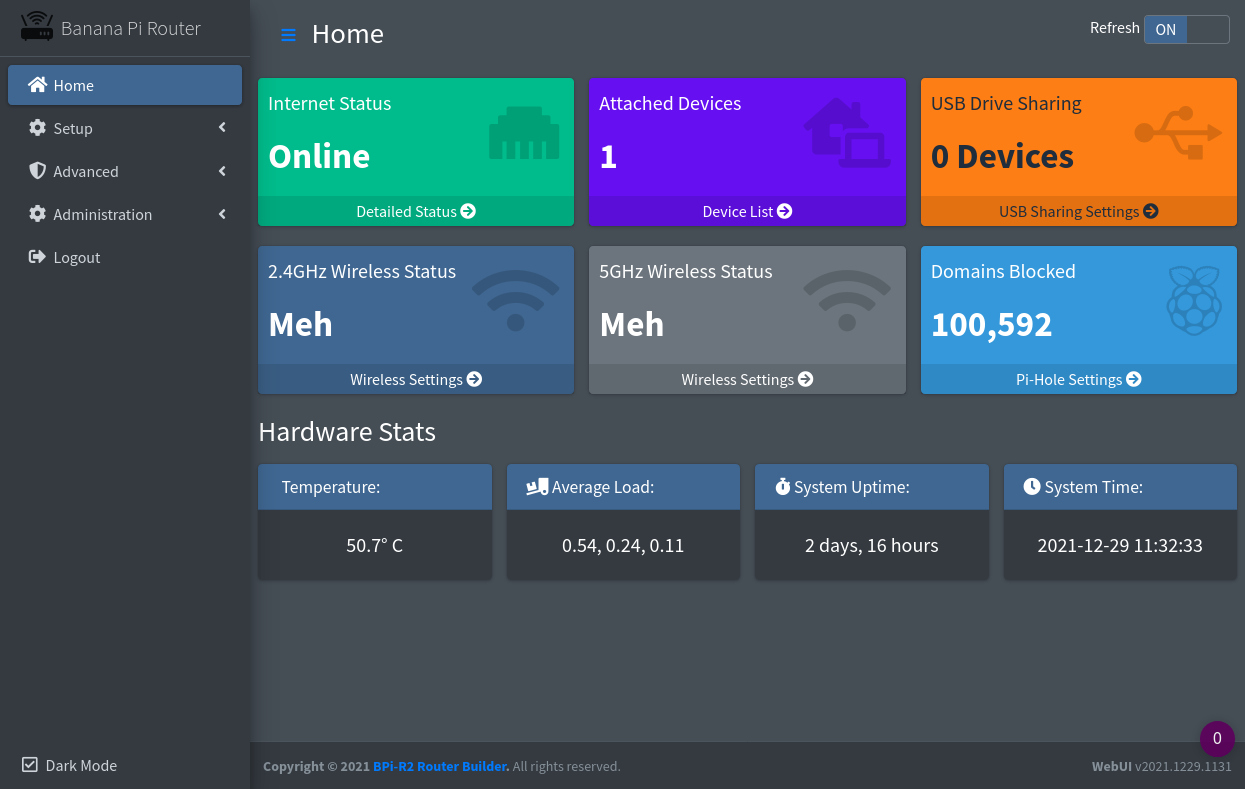 Banana Pi Router
Home
Refresh ON
Home
Setup
Advanced
Administration
Logout
Internet Status
Online
Detailed Status
Attached Devices
1
Device List
USB Drive Sharing
0 Devices
USB Sharing Settings
2.4GHz Wireless Status
Meh
Wireless Settings
5GHz Wireless Status
Meh
Wireless Settings
Domains Blocked
100,592
Pi-Hole Settings
Hardware Stats
Temperature:
50.7° C
Average Load:
0.54, 0.24, 0.11
System Uptime:
2 days, 16 hours
System Time:
2021-12-29 11:32:33
0
Dark Mode
Copyright © 2021 BPi-R2 Router Builder. All rights reserved.
WebUI v2021.1229.1131